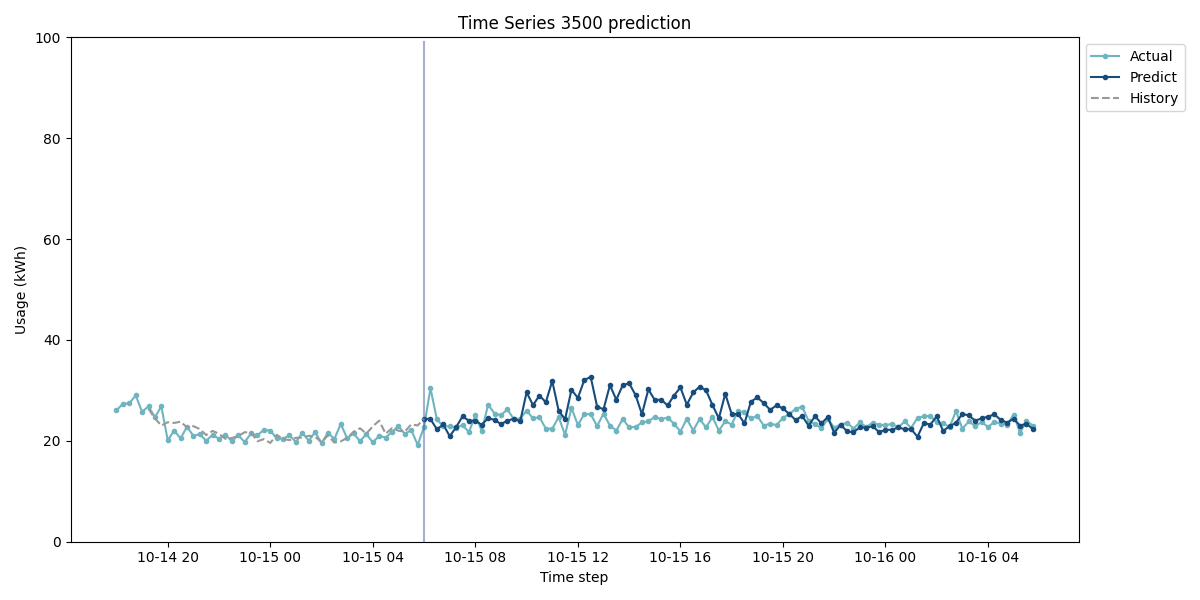 Time Series 3500 prediction
100
80
60
40
20
0
Usage (kWh)
10-14 20
10-15 00
10-15 04
10-15 08
10-15 12
10-15 16
10-15 20
10-16 00
10-16 04
Time step
Actual
Predict
History